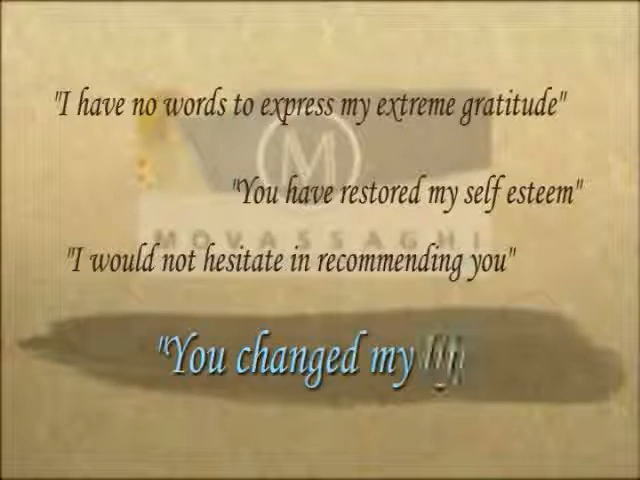 "I have no words to express my extreme gratitude"
M
"You have restored my self esteem"
MOVASSAGHI
"I would not hesitate in recommending you"
"You changed my